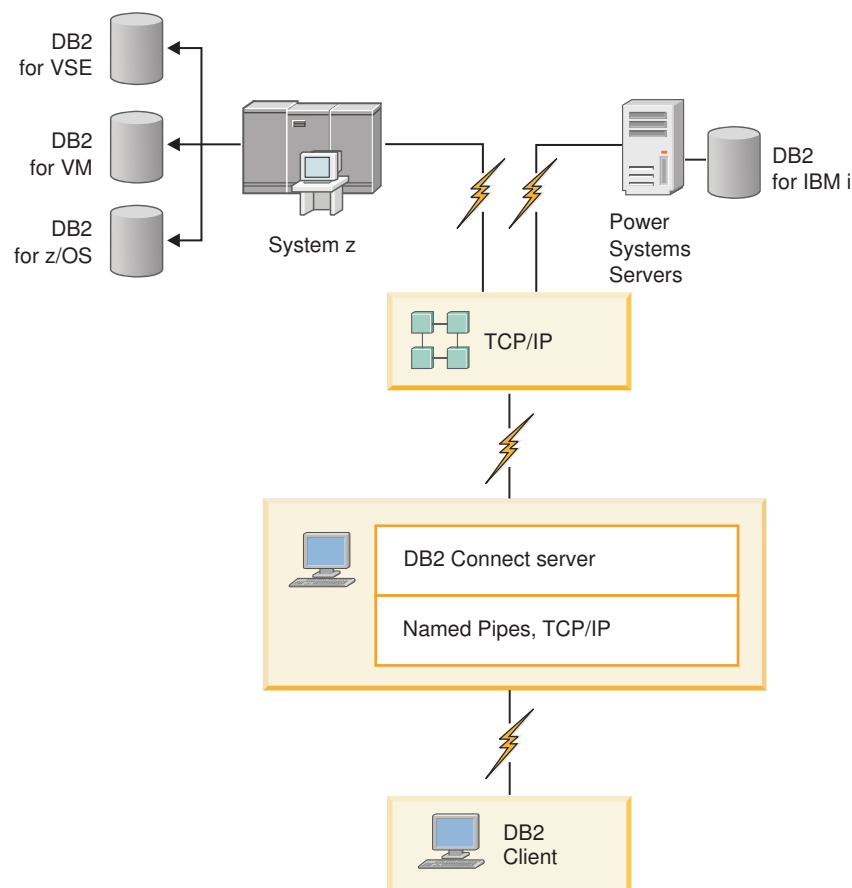 DB2
for VSE
DB2
for VM
DB2
for z/OS
System z
Power
Systems
Servers
DB2
for IBM i
TCP/IP
DB2 Connect server
Named Pipes, TCP/IP
DB2
Client